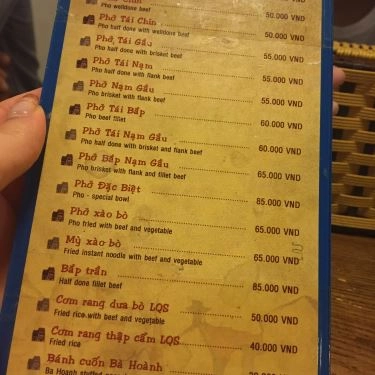 Chín 50.000 VND
Pho welldone beef
Phở Tái Chín 50.000 VND
Pho half done with welldone beef
Phở Tái Gầu 55.000 VND
Pho half done with brisket beef
Phở Tái Nạm 55.000 VND
Pho half done with flank beef
Phở Nạm Gầu 55.000 VND
Pho brisket with flank beef
Phở Tái Bắp 60.000 VND
Pho beef fillet
Phở Tái Nạm Gầu 60.000 VND
Pho half done with brisket and flank beef
Phở Bắp Nạm Gầu 65.000 VND
Pho brisket with flank and fillet beef
Phở Đặc Biệt 85.000 VND
Pho - special bowl
Phở xào bò 65.000 VND
Pho fried with beef and vegetable
Mỳ xào bò 65.000 VND
Fried instant noodla with beef and vegetable
Bắp trần 85.000 VND
Half done fillet beef
Cơm rang dưa bò LQS 50.000 VND
Fried rice with beef and vegetable
Cơm rang thập cẩm LQS 40.000 VND
Fried rice
Bánh cuốn Bà Hoành
Ba Hoanh